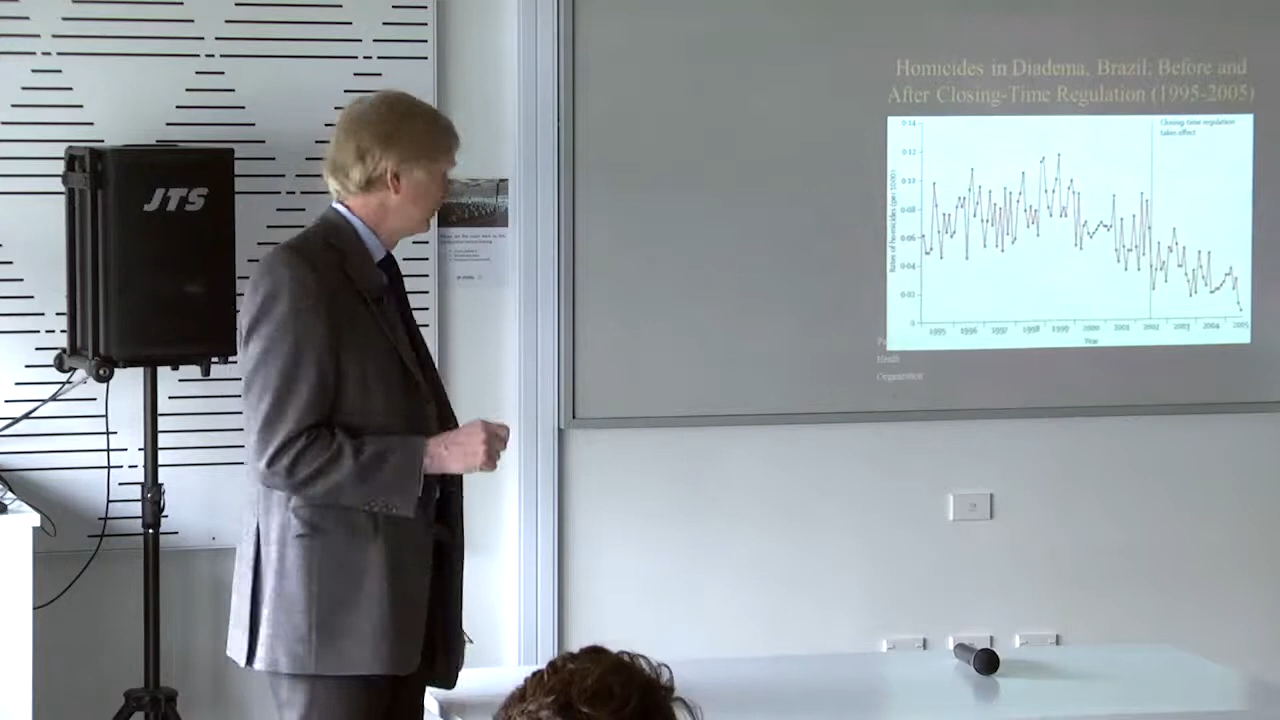 JTS
Homicides in Diadema, Brazil, Before and
After Closing-Time Regulation (1995-2005)
Closing-time regulation
takes effect
0·14
0·12
0·10
0·08
0·06
0·04
0·02
0
Rates of homicides (per 1000)
1995 1996 1997 1998 1999 2000 2001 2002 2003 2004 2005
Year
Health
Organization